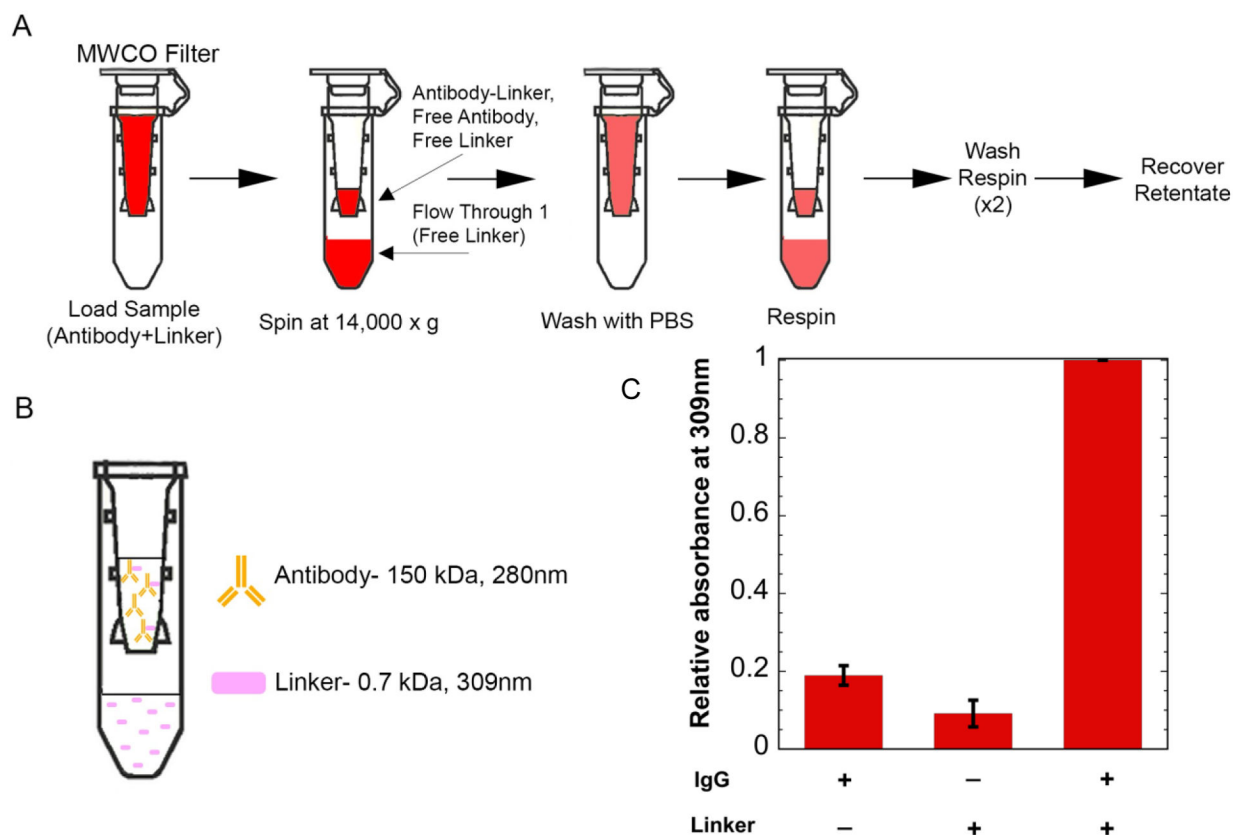 A
MWCO Filter
Load Sample
(Antibody+Linker)
Antibody-Linker,
Free Antibody,
Free Linker
Flow Through 1
(Free Linker)
Spin at 14,000 x g
Wash with PBS
Respin
Wash
Respin
(x2)
Recover
Retentate
B
Antibody- 150 kDa, 280nm
Linker- 0.7 kDa, 309nm
C
Relative absorbance at 309nm
1
0.8
0.6
0.4
0.2
0
IgG + – +
Linker – + +